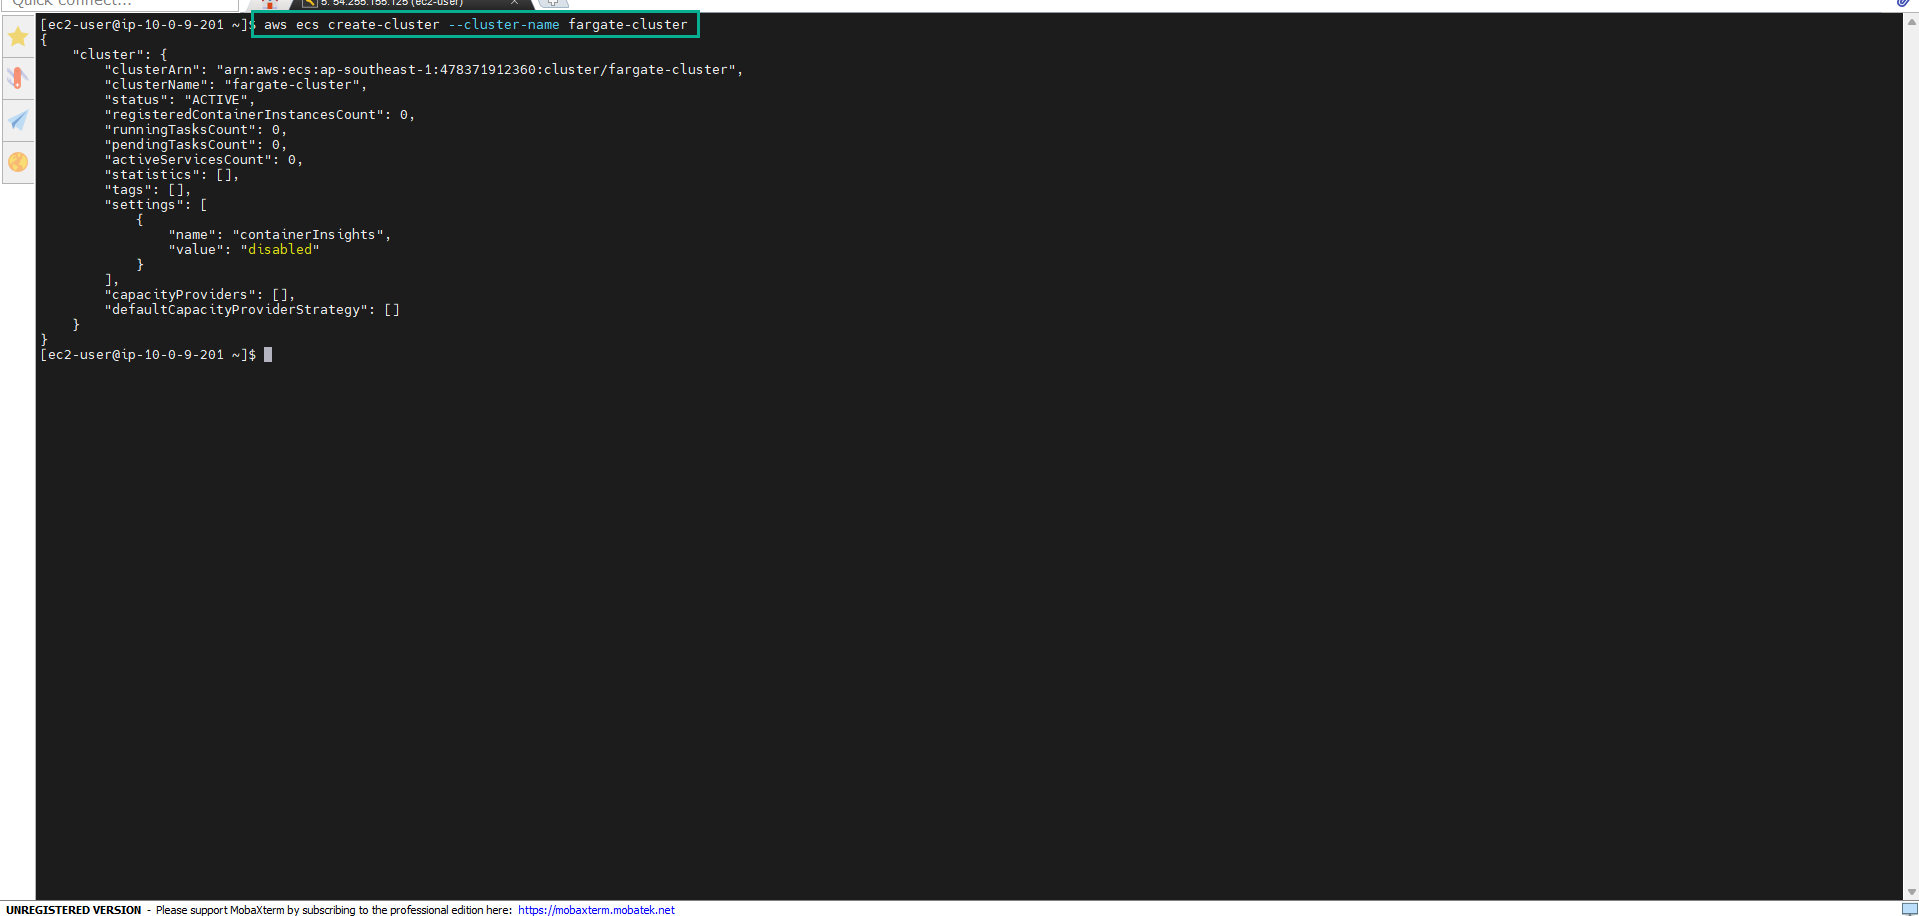 Quick connect...
5. 54.255.155.125 (ec2-user)
[ec2-user@ip-10-0-9-201 ~]$ aws ecs create-cluster --cluster-name fargate-cluster
{
    "cluster": {
        "clusterArn": "arn:aws:ecs:ap-southeast-1:478371912360:cluster/fargate-cluster",
        "clusterName": "fargate-cluster",
        "status": "ACTIVE",
        "registeredContainerInstancesCount": 0,
        "runningTasksCount": 0,
        "pendingTasksCount": 0,
        "activeServicesCount": 0,
        "statistics": [],
        "tags": [],
        "settings": [
            {
                "name": "containerInsights",
                "value": "disabled"
            }
        ],
        "capacityProviders": [],
        "defaultCapacityProviderStrategy": []
    }
}
[ec2-user@ip-10-0-9-201 ~]$
UNREGISTERED VERSION - Please support MobaXterm by subscribing to the professional edition here: https://mobaxterm.mobatek.net